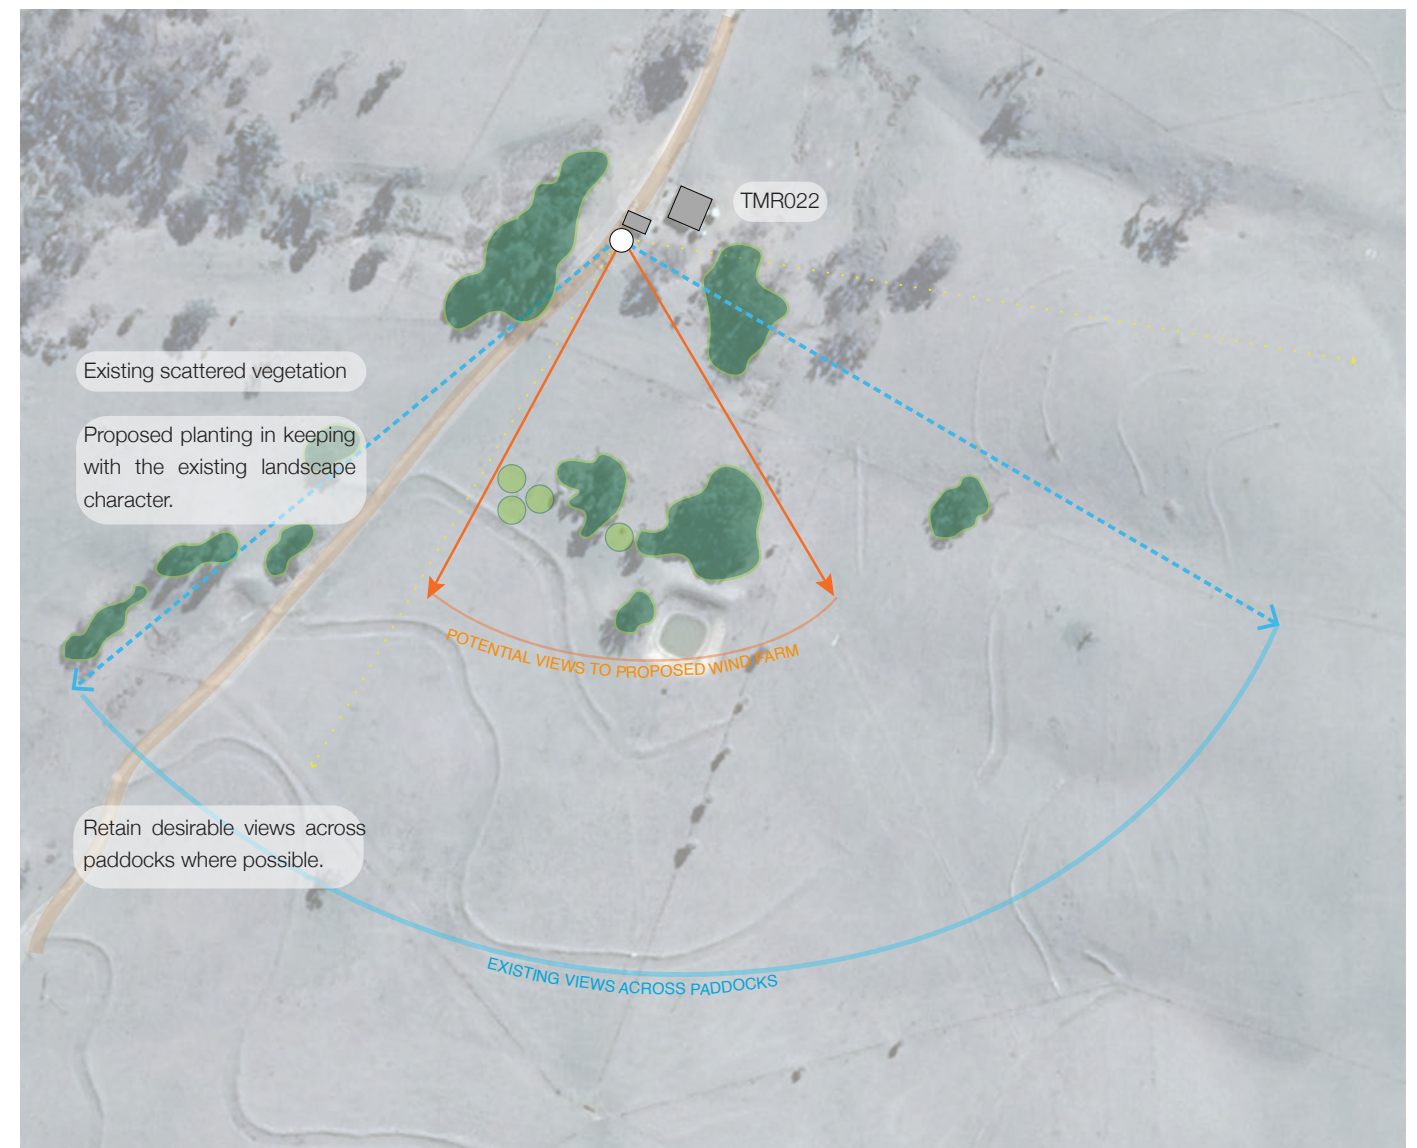 TMR022
Existing scattered vegetation
Proposed planting in keeping
with the existing landscape
character.
POTENTIAL VIEWS TO PROPOSED WIND FARM
Retain desirable views across
paddocks where possible.
EXISTING VIEWS ACROSS PADDOCKS